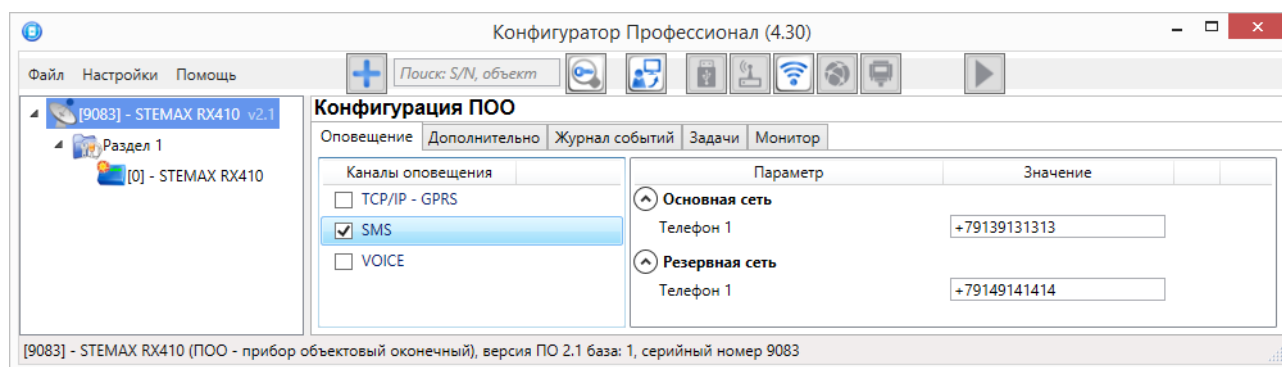 Конфигуратор Профессионал (4.30)
Файл Настройки Помощь Поиск: S/N, объект
[9083] - STEMAX RX410 v2.1
Раздел 1
[0] - STEMAX RX410
Конфигурация ПОО
Оповещение Дополнительно Журнал событий Задачи Монитор
Каналы оповещения
TCP/IP - GPRS
SMS
VOICE
Параметр Значение
Основная сеть
Телефон 1 +79139131313
Резервная сеть
Телефон 1 +79149141414
[9083] - STEMAX RX410 (ПОО - прибор объектовый оконечный), версия ПО 2.1 база: 1, серийный номер 9083